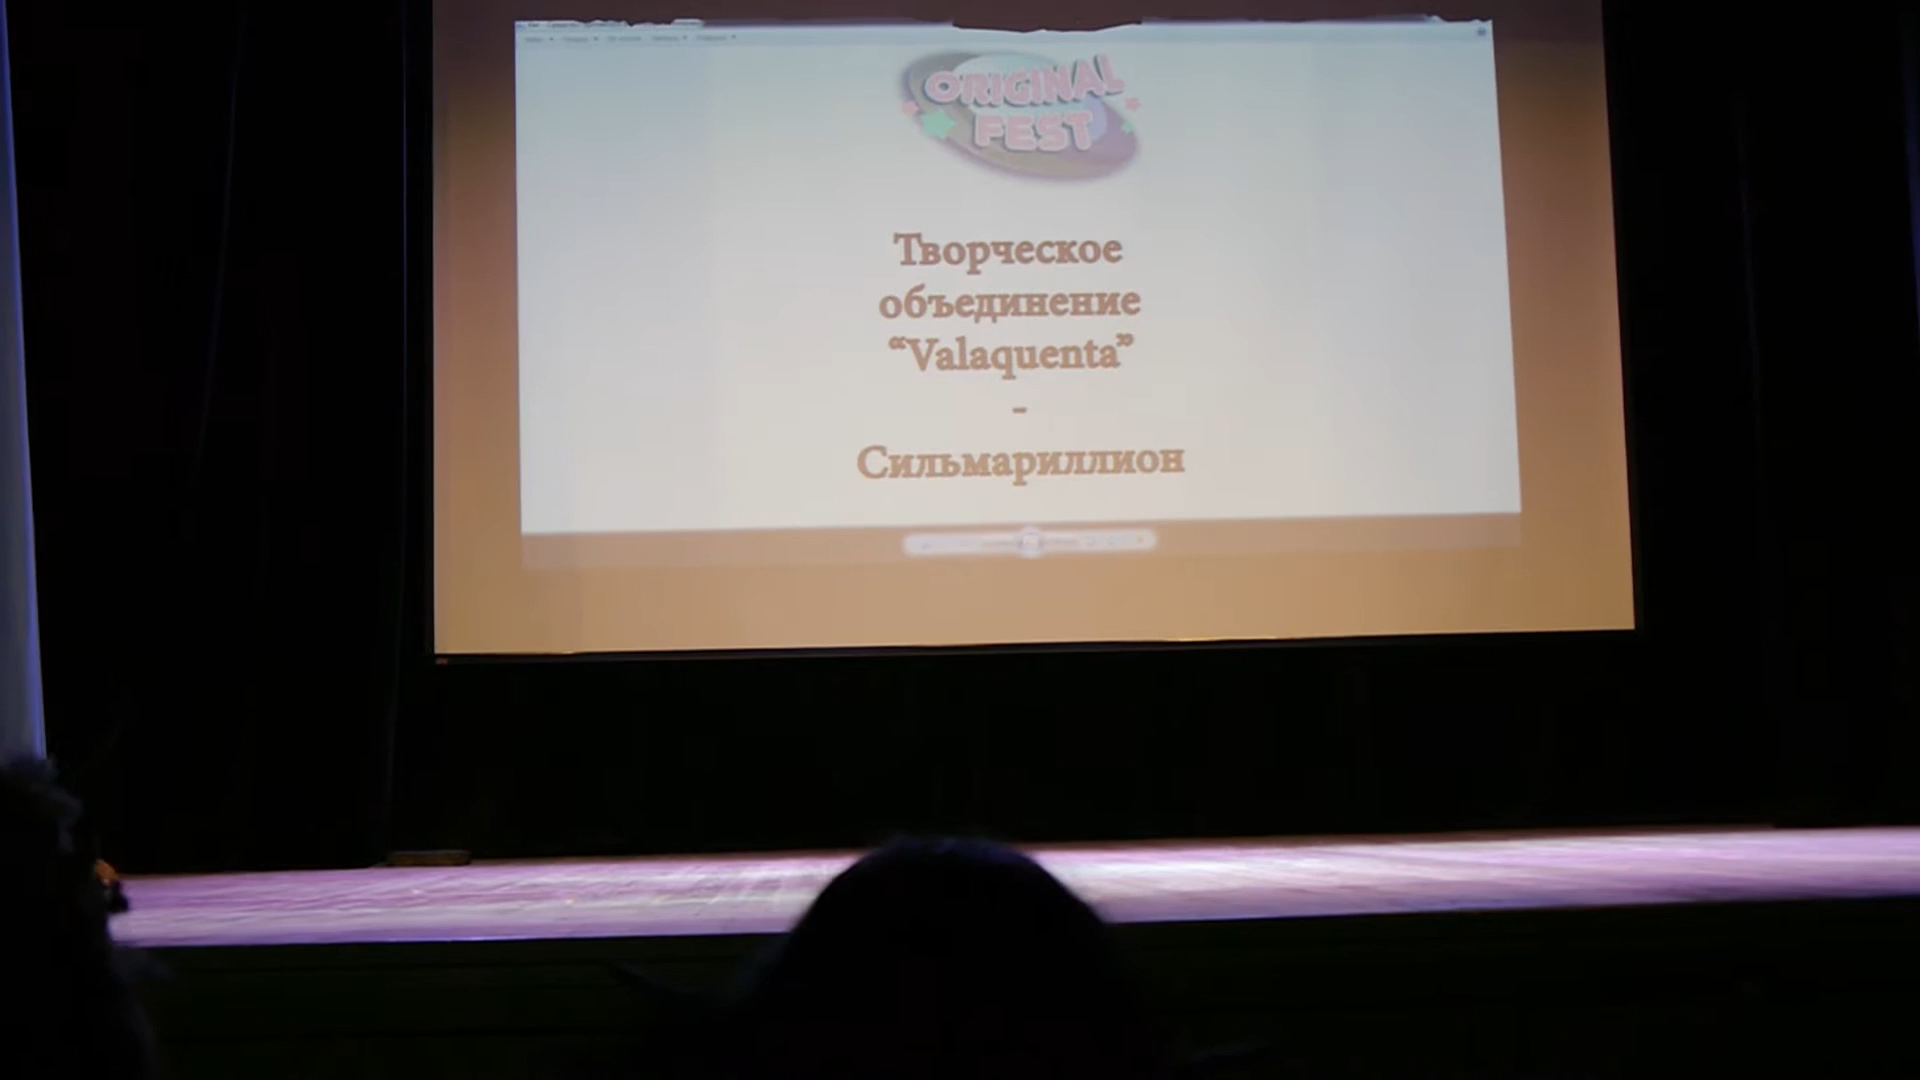 ORIGINAL
FEST
Творческое
объединение
“Valaquenta”
-
Сильмариллион